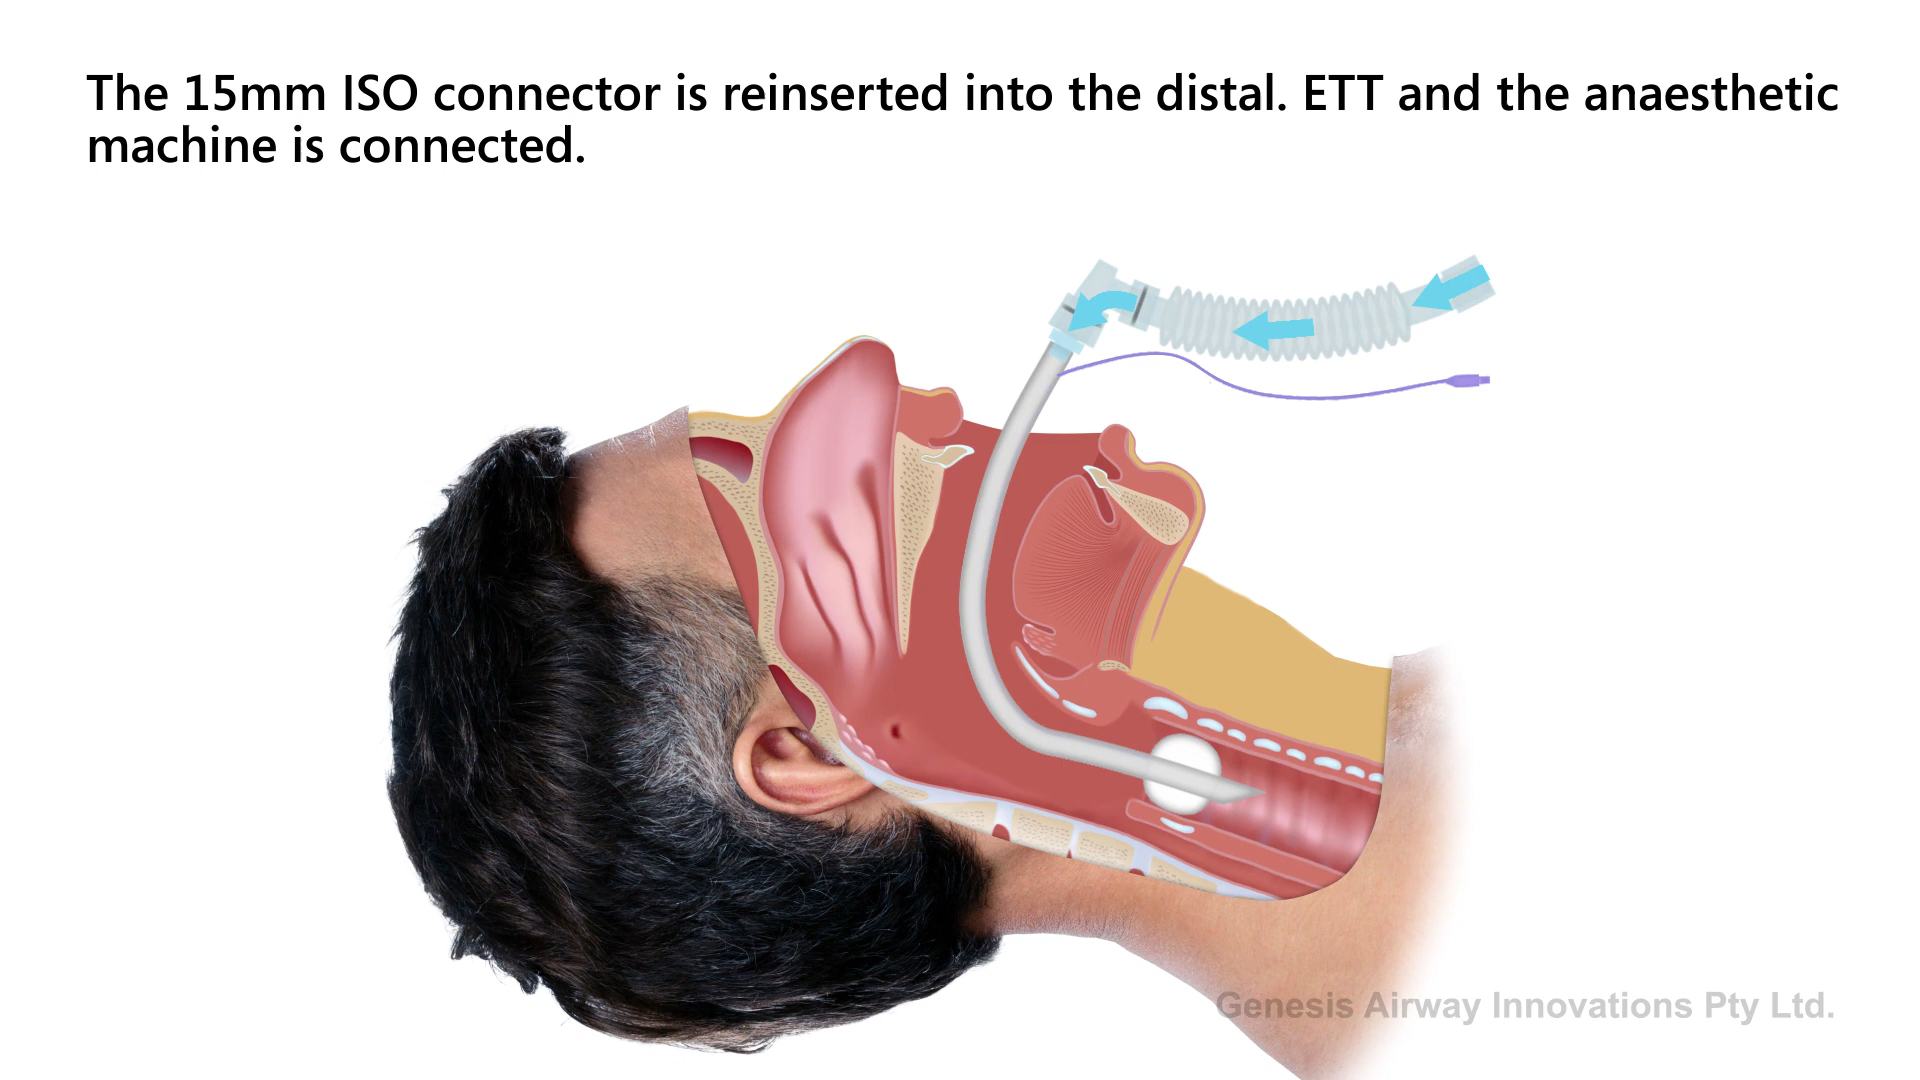 The 15mm ISO connector is reinserted into the distal. ETT and the anaesthetic
machine is connected.
Genesis Airway Innovations Pty Ltd.